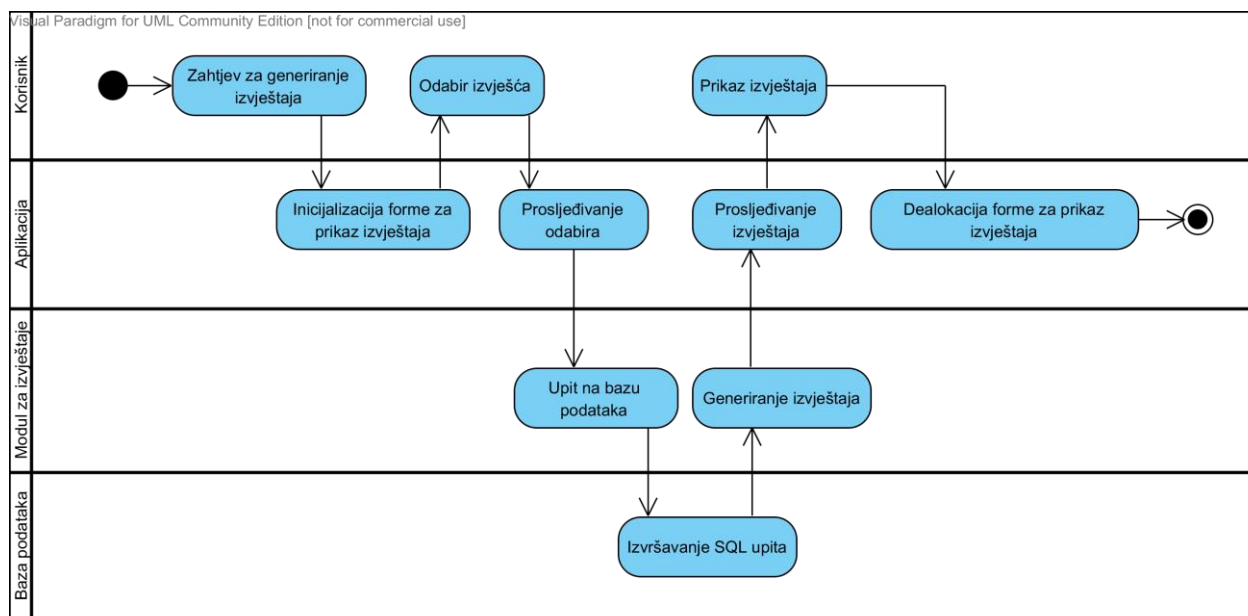 Visual Paradigm for UML Community Edition [not for commercial use]
Korisnik
Zahtjev za generiranje
izvještaja
Odabir izvješća
Prikaz izvještaja
Aplikacija
Inicijalizacija forme za
prikaz izvještaja
Prosljeđivanje
odabira
Prosljeđivanje
izvještaja
Dealokacija forme za prikaz
izvještaja
Modul za izvještaje
Upit na bazu
podataka
Generiranje izvještaja
Baza podataka
Izvršavanje SQL upita